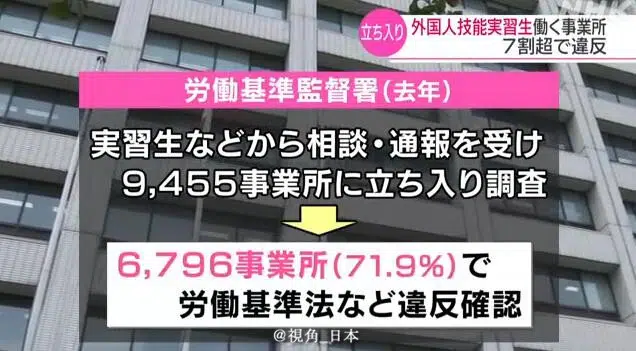 NHK
立ち入り
外国人技能実習生働く事業所
7割超で違反
労働基準監督署(去年)
実習生などから相談・通報を受け
9,455事業所に立ち入り調査
6,796事業所(71.9%)で
労働基準法など違反確認
@視角_日本